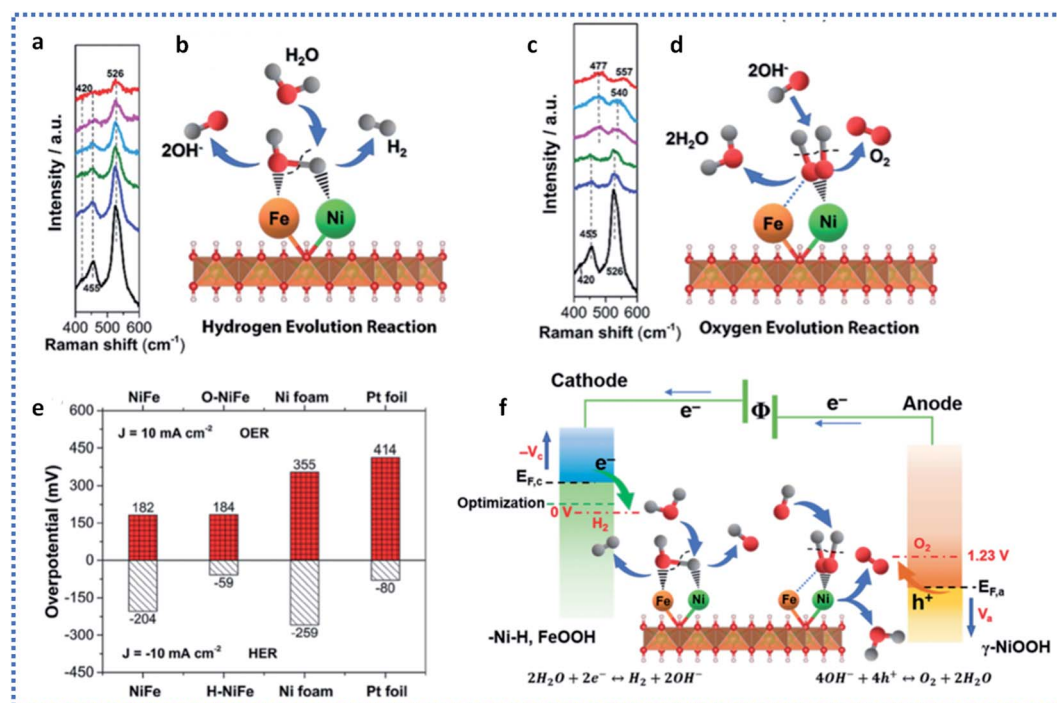 a
420
526
455
Intensity / a.u.
400 500 600
Raman shift (cm⁻¹)
b
H₂O
2OH⁻
H₂
Fe
Ni
Hydrogen Evolution Reaction
c
477
557
540
455
420
526
Intensity / a.u.
400 500 600
Raman shift (cm⁻¹)
d
2OH⁻
2H₂O
O₂
Fe
Ni
Oxygen Evolution Reaction
e
NiFe O-NiFe Ni foam Pt foil
600
450
300
150
0
-150
-300
-450
Overpotential (mV)
J = 10 mA cm⁻² OER
182
184
355
414
-204
-59
-259
-80
J = -10 mA cm⁻² HER
NiFe H-NiFe Ni foam Pt foil
f
Cathode
e⁻
Φ
e⁻
Anode
–Vc
EF,c
e⁻
Optimization
0 V
H₂
Fe
Ni
Fe
Ni
O₂
1.23 V
EF,a
h⁺
Va
-Ni-H, FeOOH
γ-NiOOH
2H₂O + 2e⁻ ↔ H₂ + 2OH⁻
4OH⁻ + 4h⁺ ↔ O₂ + 2H₂O